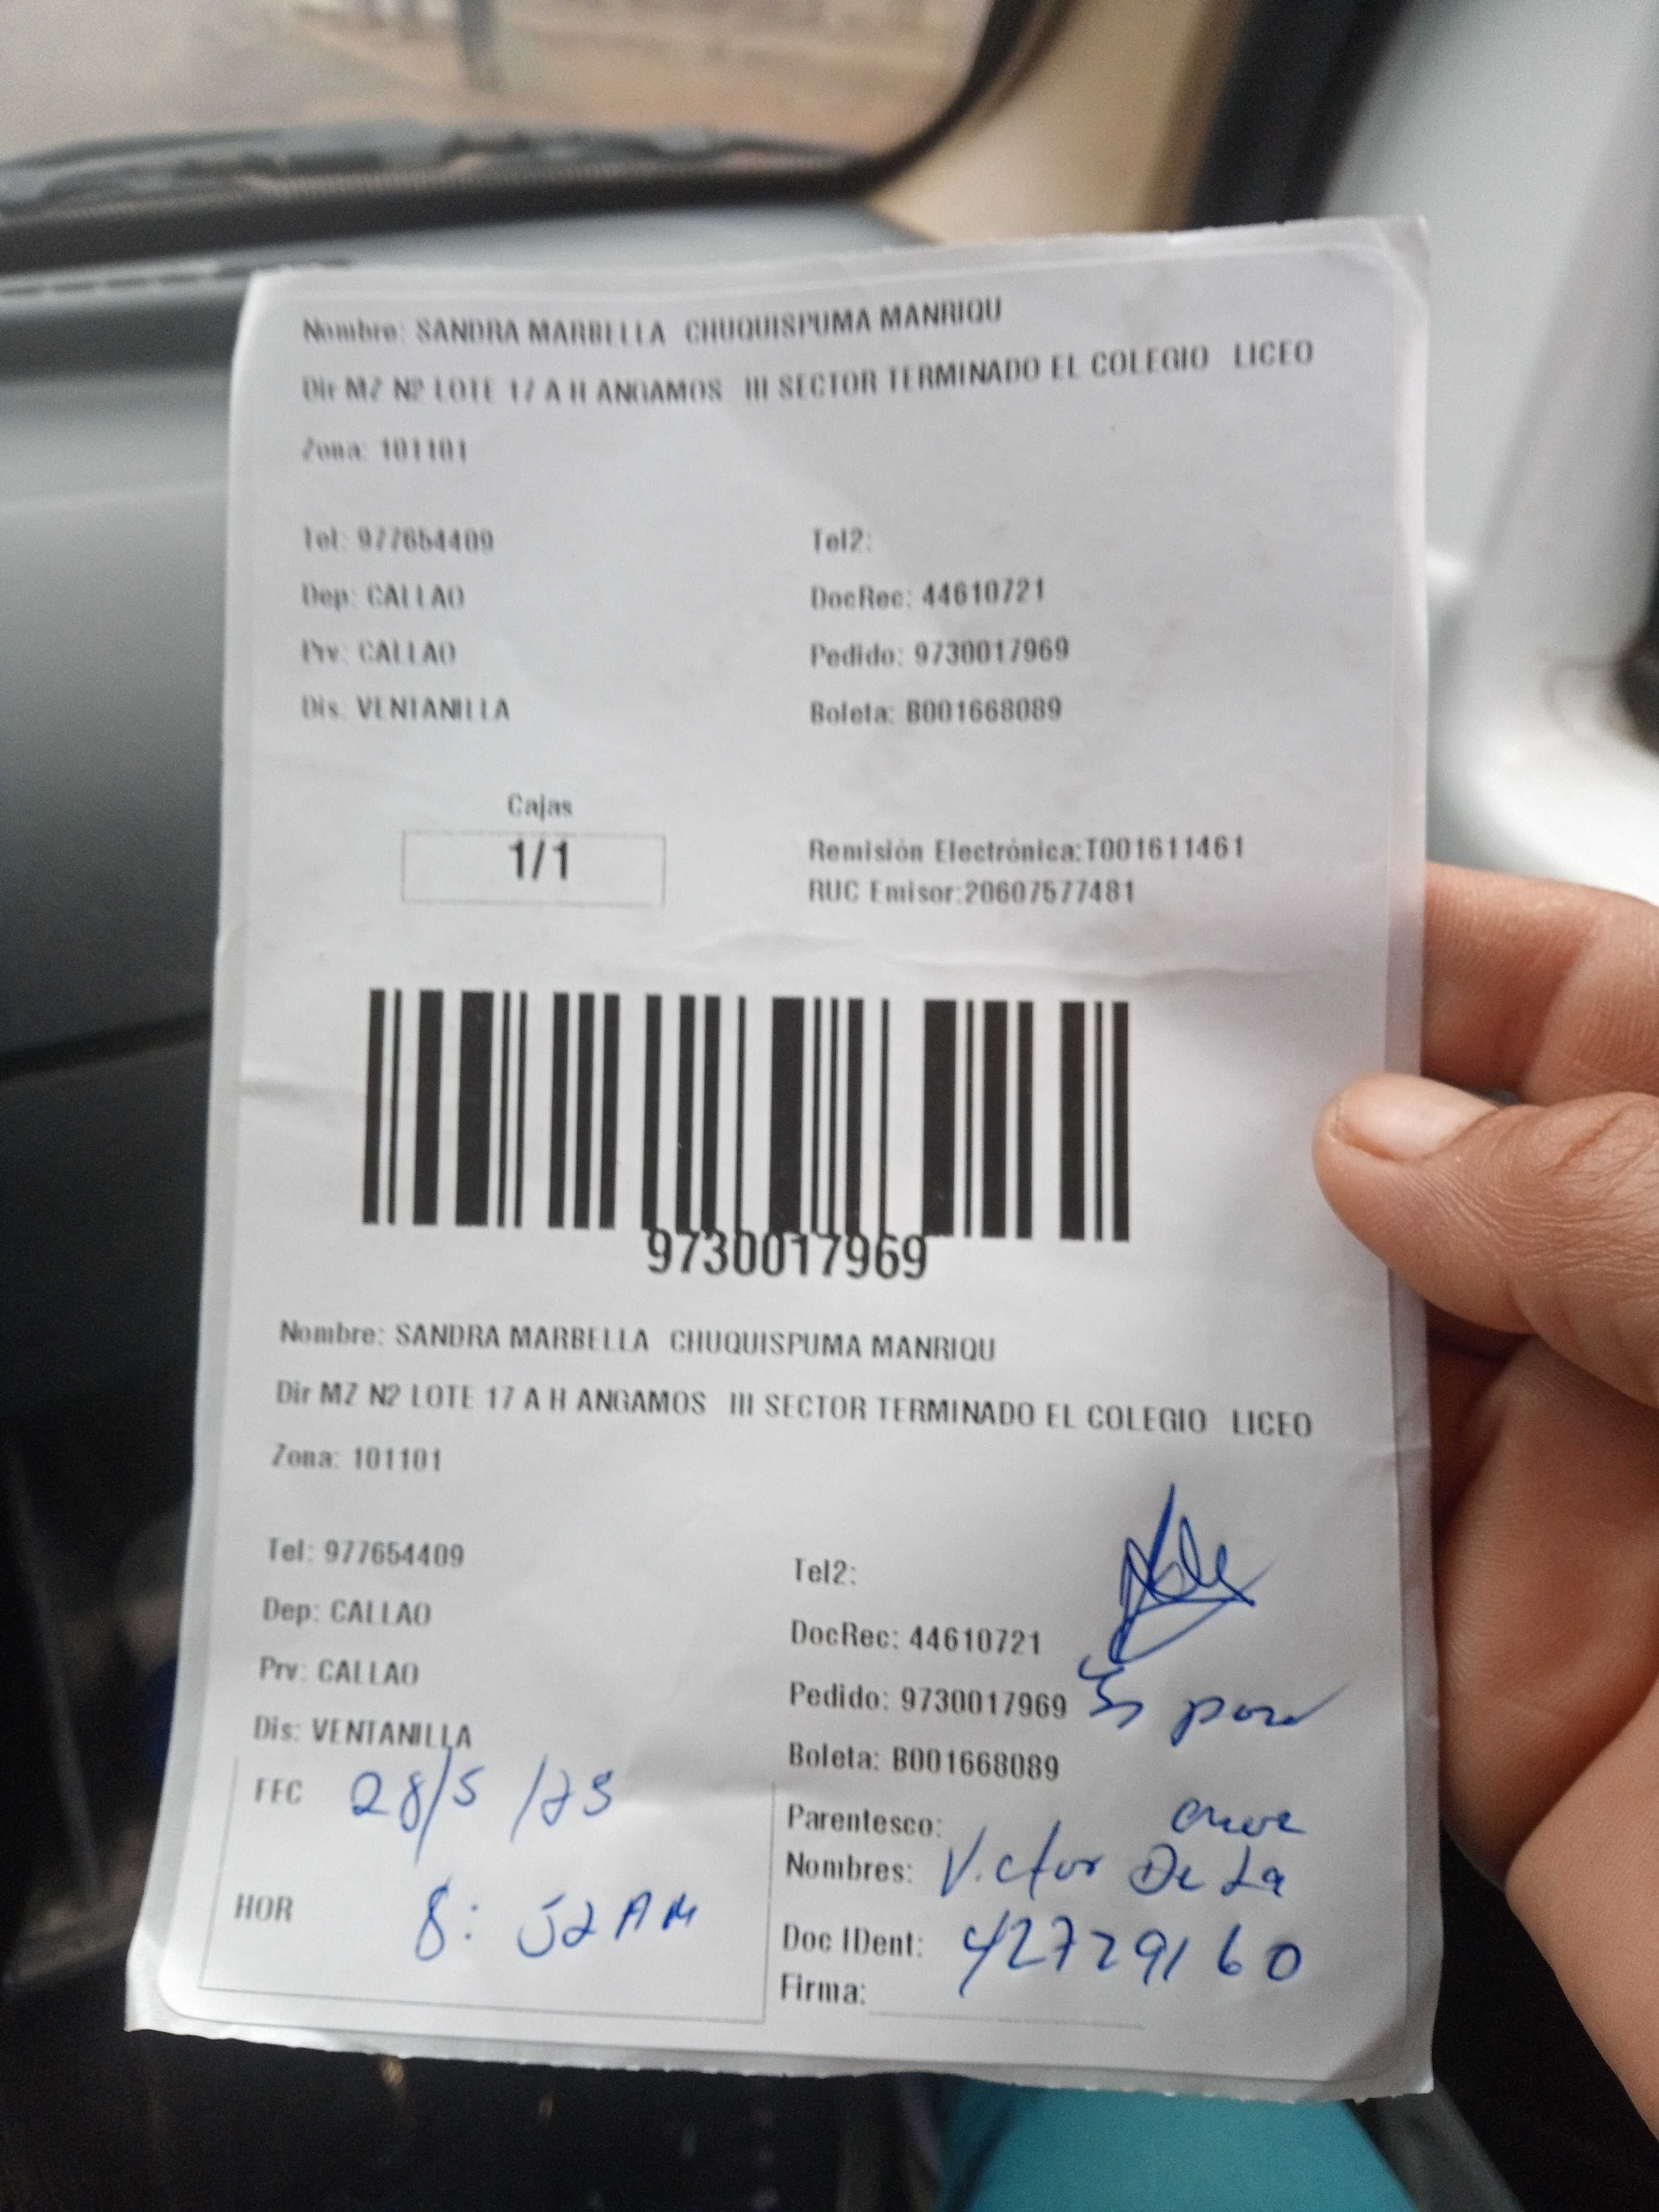 Nombre: SANDRA MARBELLA CHUQUISPUMA MANRIQU
Dir MZ N2 LOTE 17 A H ANGAMOS III SECTOR TERMINADO EL COLEGIO LICEO
Zona: 101101
Tel: 977654409 Tel2:
Dep: CALLAO DocRec: 44610721
Prv: CALLAO Pedido: 9730017969
Dis: VENTANILLA Boleta: B001668089
Cajas
1/1
Remisión Electrónica:T001611461
RUC Emisor:20607577481
9730017969
Nombre: SANDRA MARBELLA CHUQUISPUMA MANRIQU
Dir MZ N2 LOTE 17 A H ANGAMOS III SECTOR TERMINADO EL COLEGIO LICEO
Zona: 101101
Tel: 977654409 Tel2:
Dep: CALLAO DocRec: 44610721
Prv: CALLAO Pedido: 9730017969
Dis: VENTANILLA Boleta: B001668089
FEC 28/5 /23
HOR 8: 52 AM
Parentesco:
Nombres: Victor De La
Doc IDent: 42729160
Firma: